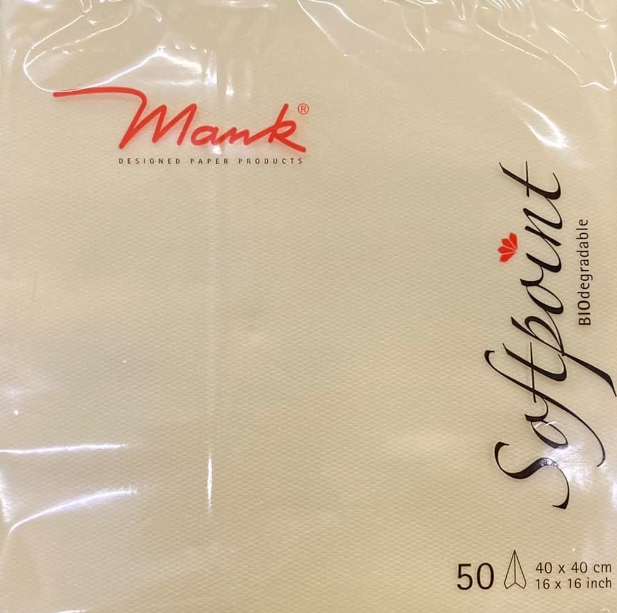 Mank®
DESIGNED PAPER PRODUCTS
Softpoint
BIOdegradable
50
40 x 40 cm
16 x 16 inch